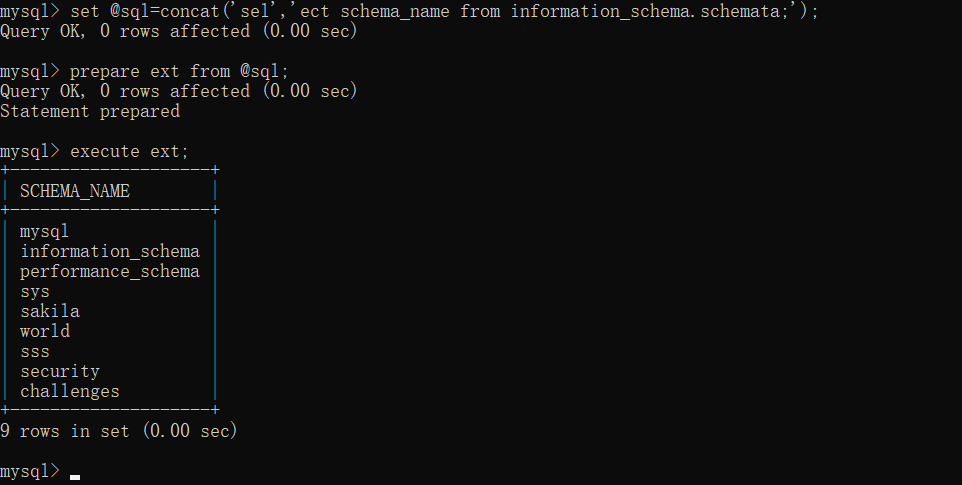 mysql> set @sql=concat('sel','ect schema_name from information_schema.schemata;');
Query OK, 0 rows affected (0.00 sec)
mysql> prepare ext from @sql;
Query OK, 0 rows affected (0.00 sec)
Statement prepared
mysql> execute ext;
+--------------------+
| SCHEMA_NAME        |
+--------------------+
| mysql              |
| information_schema |
| performance_schema |
| sys                |
| sakila             |
| world              |
| sss                |
| security           |
| challenges         |
+--------------------+
9 rows in set (0.00 sec)
mysql>